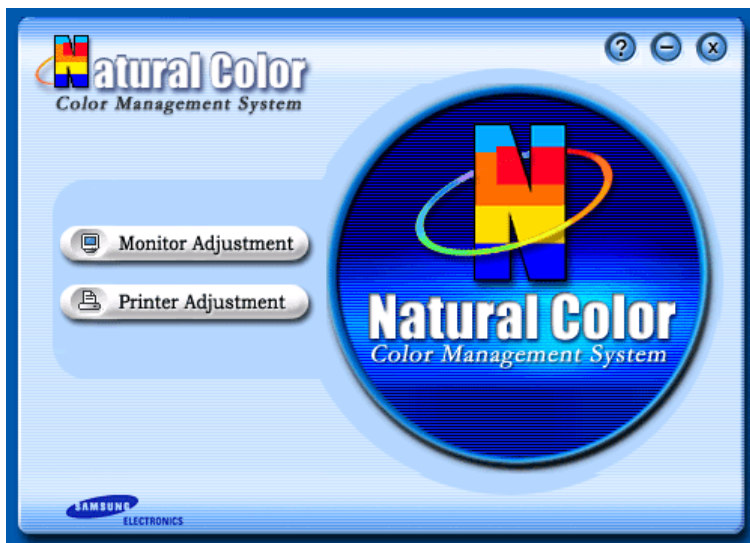 Natural Color
Color Management System
?
x
Monitor Adjustment
Printer Adjustment
N
Natural Color
Color Management System
SAMSUNG
ELECTRONICS